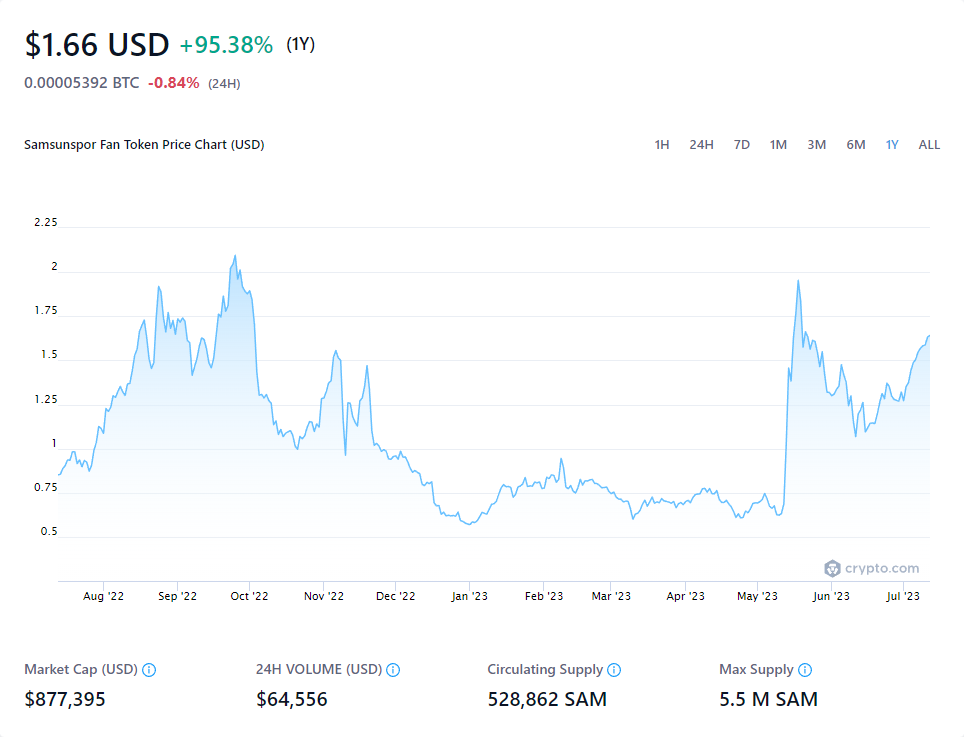 $1.66 USD +95.38% (1Y)
0.00005392 BTC -0.84% (24H)
Samsunspor Fan Token Price Chart (USD) 1H 24H 7D 1M 3M 6M 1Y ALL
2.25
2
1.75
1.5
1.25
1
0.75
0.5
crypto.com
Aug '22 Sep '22 Oct '22 Nov '22 Dec '22 Jan '23 Feb '23 Mar '23 Apr '23 May '23 Jun '23 Jul '23
Market Cap (USD) 24H VOLUME (USD) Circulating Supply Max Supply
$877,395 $64,556 528,862 SAM 5.5 M SAM